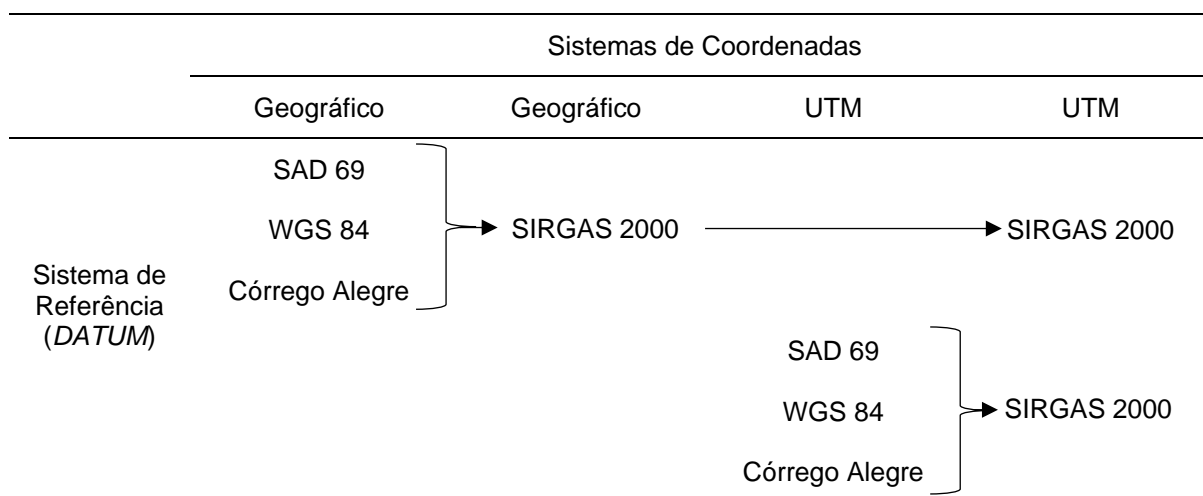 Sistemas de Coordenadas
Geográfico Geográfico UTM UTM
SAD 69
WGS 84 SIRGAS 2000 SIRGAS 2000
Córrego Alegre
Sistema de
Referência
(DATUM)
SAD 69
WGS 84 SIRGAS 2000
Córrego Alegre